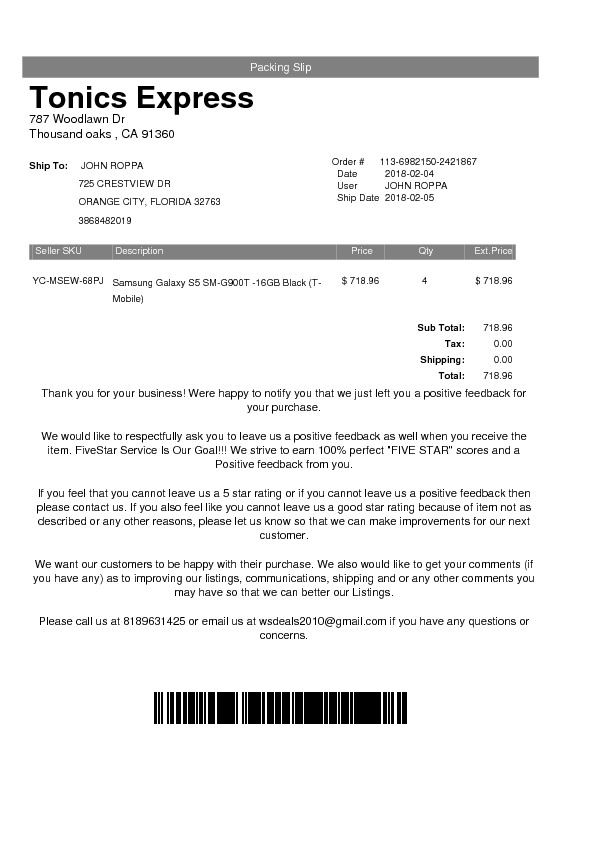 Packing Slip
Tonics Express
787 Woodlawn Dr
Thousand oaks , CA 91360
Ship To: JOHN ROPPA
725 CRESTVIEW DR
ORANGE CITY, FLORIDA 32763
3868482019
Order # 113-6982150-2421867
Date 2018-02-04
User JOHN ROPPA
Ship Date 2018-02-05
Seller SKU Description Price Qty Ext.Price
YC-MSEW-68PJ Samsung Galaxy S5 SM-G900T -16GB Black (T- $ 718.96 4 $ 718.96
Mobile)
Sub Total: 718.96
Tax: 0.00
Shipping: 0.00
Total: 718.96
Thank you for your business! Were happy to notify you that we just left you a positive feedback for
your purchase.
We would like to respectfully ask you to leave us a positive feedback as well when you receive the
item. FiveStar Service Is Our Goal!!! We strive to earn 100% perfect "FIVE STAR" scores and a
Positive feedback from you.
If you feel that you cannot leave us a 5 star rating or if you cannot leave us a positive feedback then
please contact us. If you also feel like you cannot leave us a good star rating because of item not as
described or any other reasons, please let us know so that we can make improvements for our next
customer.
We want our customers to be happy with their purchase. We also would like to get your comments (if
you have any) as to improving our listings, communications, shipping and or any other comments you
may have so that we can better our Listings.
Please call us at 8189631425 or email us at wsdeals2010@gmail.com if you have any questions or
concerns.